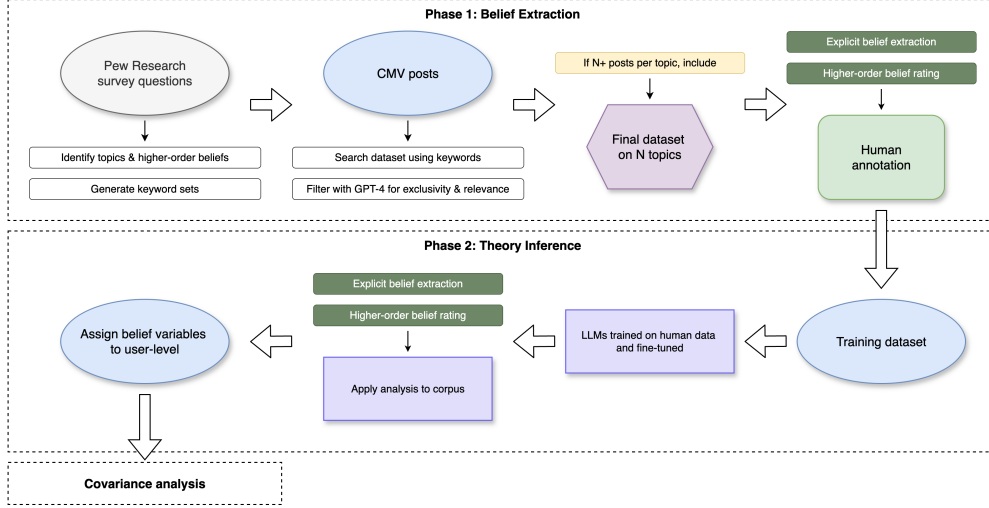 Phase 1: Belief Extraction
Pew Research
survey questions
Identify topics & higher-order beliefs
Generate keyword sets
CMV posts
Search dataset using keywords
Filter with GPT-4 for exclusivity & relevance
If N+ posts per topic, include
Final dataset
on N topics
Explicit belief extraction
Higher-order belief rating
Human
annotation
Phase 2: Theory Inference
Training dataset
LLMs trained on human data
and fine-tuned
Explicit belief extraction
Higher-order belief rating
Apply analysis to corpus
Assign belief variables
to user-level
Covariance analysis